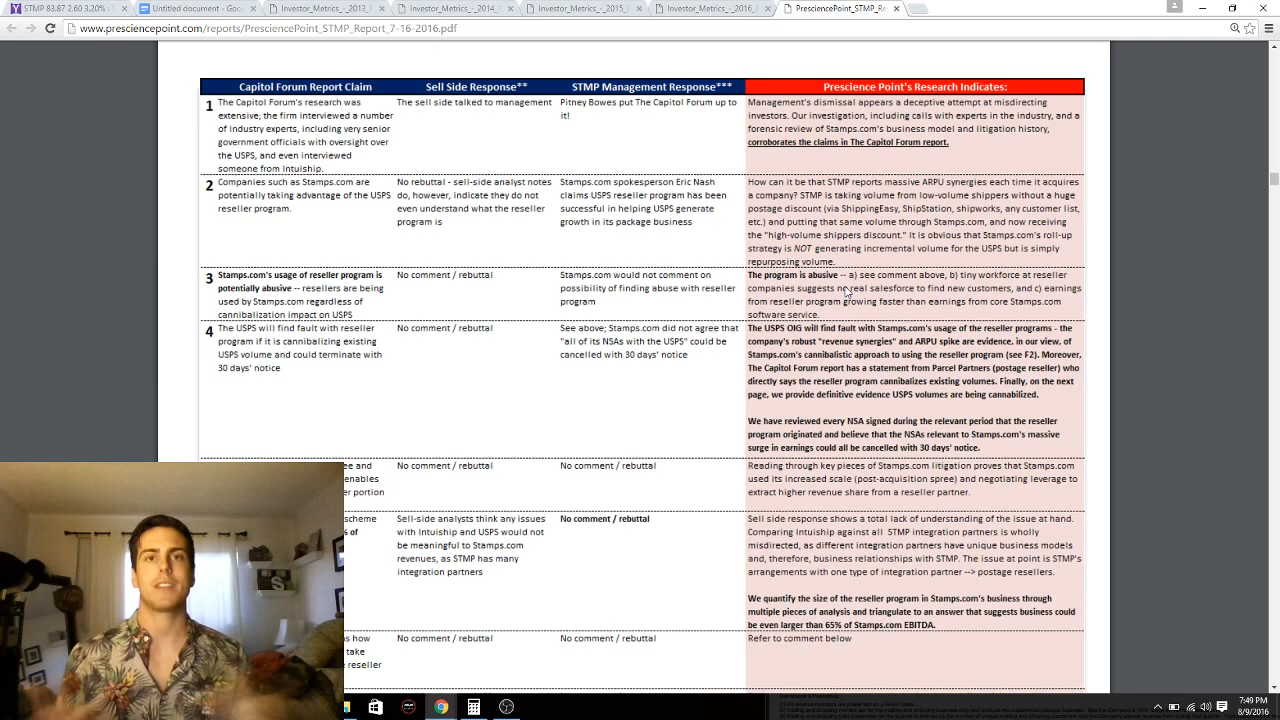 STMP 83.87 2.60 3.20% :
Untitled document - Goo
Investor_Metrics_-_2013_
Investor_Metrics_-_2014_
Investor_Metrics_-_2015_
Investor_Metrics_-_2016_
PresciencePoint_STMP_Re
www.presciencepoint.com/reports/PresciencePoint_STMP_Report_7-16-2016.pdf
Capitol Forum Report Claim
Sell Side Response**
STMP Management Response***
Prescience Point's Research Indicates:
1
The Capitol Forum's research was
extensive; the firm interviewed a number
of industry experts, including very senior
government officials with oversight over
the USPS, and even interviewed
someone from Intuiship.
The sell side talked to management
Pitney Bowes put The Capitol Forum up to
it!
Management's dismissal appears a deceptive attempt at misdirecting
investors. Our investigation, including calls with experts in the industry, and a
forensic review of Stamps.com's business model and litigation history,
corroborates the claims in The Capitol Forum report.
2
Companies such as Stamps.com are
potentially taking advantage of the USPS
reseller program.
No rebuttal - sell-side analyst notes
do, however, indicate they do not
even understand what the reseller
program is
Stamps.com spokesperson Eric Nash
claims USPS reseller program has been
successful in helping USPS generate
growth in its package business
How can it be that STMP reports massive ARPU synergies each time it acquires
a company? STMP is taking volume from low-volume shippers without a huge
postage discount (via ShippingEasy, ShipStation, shipworks, any customer list,
etc.) and putting that same volume through Stamps.com, and now receiving
the "high-volume shippers discount." It is obvious that Stamps.com's roll-up
strategy is NOT generating incremental volume for the USPS but is simply
repurposing volume.
3
Stamps.com's usage of reseller program is
potentially abusive -- resellers are being
used by Stamps.com regardless of
cannibalization impact on USPS
No comment / rebuttal
Stamps.com would not comment on
possibility of finding abuse with reseller
program
The program is abusive -- a) see comment above, b) tiny workforce at reseller
companies suggests no real salesforce to find new customers, and c) earnings
from reseller program growing faster than earnings from core Stamps.com
software service.
4
The USPS will find fault with reseller
program if it is cannibalizing existing
USPS volume and could terminate with
30 days' notice
No comment / rebuttal
See above; Stamps.com did not agree that
"all of its NSAs with the USPS" could be
cancelled with 30 days' notice
The USPS OIG will find fault with Stamps.com's usage of the reseller programs - the
company's robust "revenue synergies" and ARPU spike are evidence, in our view, of
Stamps.com's cannibalistic approach to using the reseller program (see F2). Moreover,
The Capitol Forum report has a statement from Parcel Partners (postage reseller) who
directly says the reseller program cannibalizes existing volumes. Finally, on the next
page, we provide definitive evidence USPS volumes are being cannabilized.
We have reviewed every NSA signed during the relevant period that the reseller
program originated and believe that the NSAs relevant to Stamps.com's massive
surge in earnings could all be cancelled with 30 days' notice.
ee and
enables
er portion
No comment / rebuttal
No comment / rebuttal
Reading through key pieces of Stamps.com litigation proves that Stamps.com
used its increased scale (post-acquisition spree) and negotiating leverage to
extract higher revenue share from a reseller partner.
scheme
% of
Sell-side analysts think any issues
with Intuiship and USPS would not
be meaningful to Stamps.com
revenues, as STMP has many
integration partners
No comment / rebuttal
Sell side response shows a total lack of understanding of the issue at hand.
Comparing Intuiship against all STMP integration partners is wholly
misdirected, as different integration partners have unique business models
and, therefore, business relationships with STMP. The issue at point is STMP's
arrangements with one type of integration partner --> postage resellers.
We quantify the size of the reseller program in Stamps.com's business through
multiple pieces of analysis and triangulate to an answer that suggests business could
be even larger than 65% of Stamps.com EBITDA.
ns how
take
e reseller
No comment / rebuttal
No comment / rebuttal
Refer to comment below
7:49 PM
8/9/2016